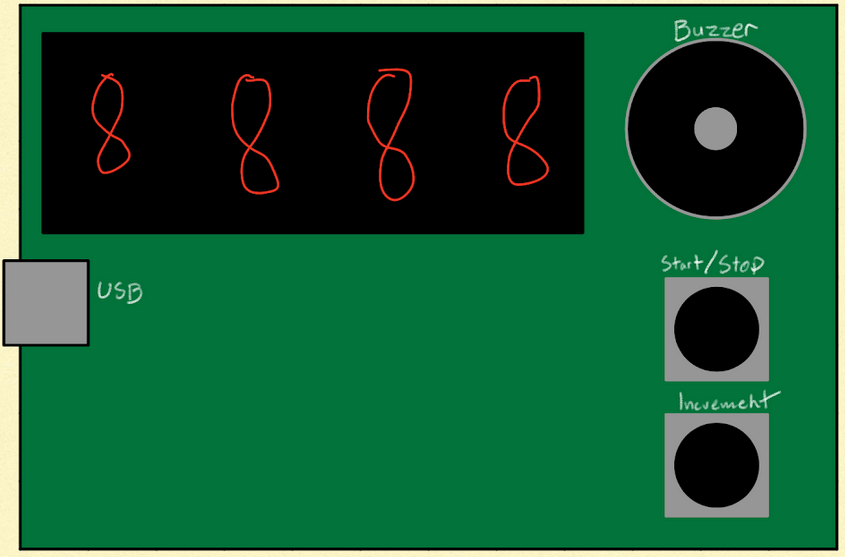 Buzzer
8 8 8 8
USB
Start/Stop
Increment